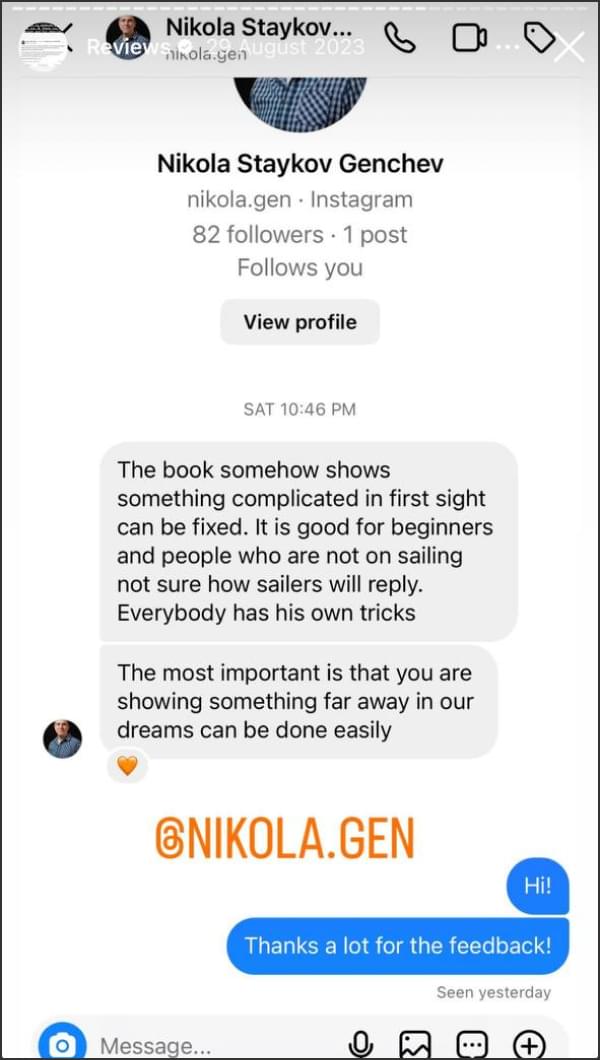 Nikola Staykov...
Reviews 29 August 2023
nikola.gen
Nikola Staykov Genchev
nikola.gen · Instagram
82 followers · 1 post
Follows you
View profile
SAT 10:46 PM
The book somehow shows
something complicated in first sight
can be fixed. It is good for beginners
and people who are not on sailing
not sure how sailers will reply.
Everybody has his own tricks
The most important is that you are
showing something far away in our
dreams can be done easily
@NIKOLA.GEN
Hi!
Thanks a lot for the feedback!
Seen yesterday
Message...